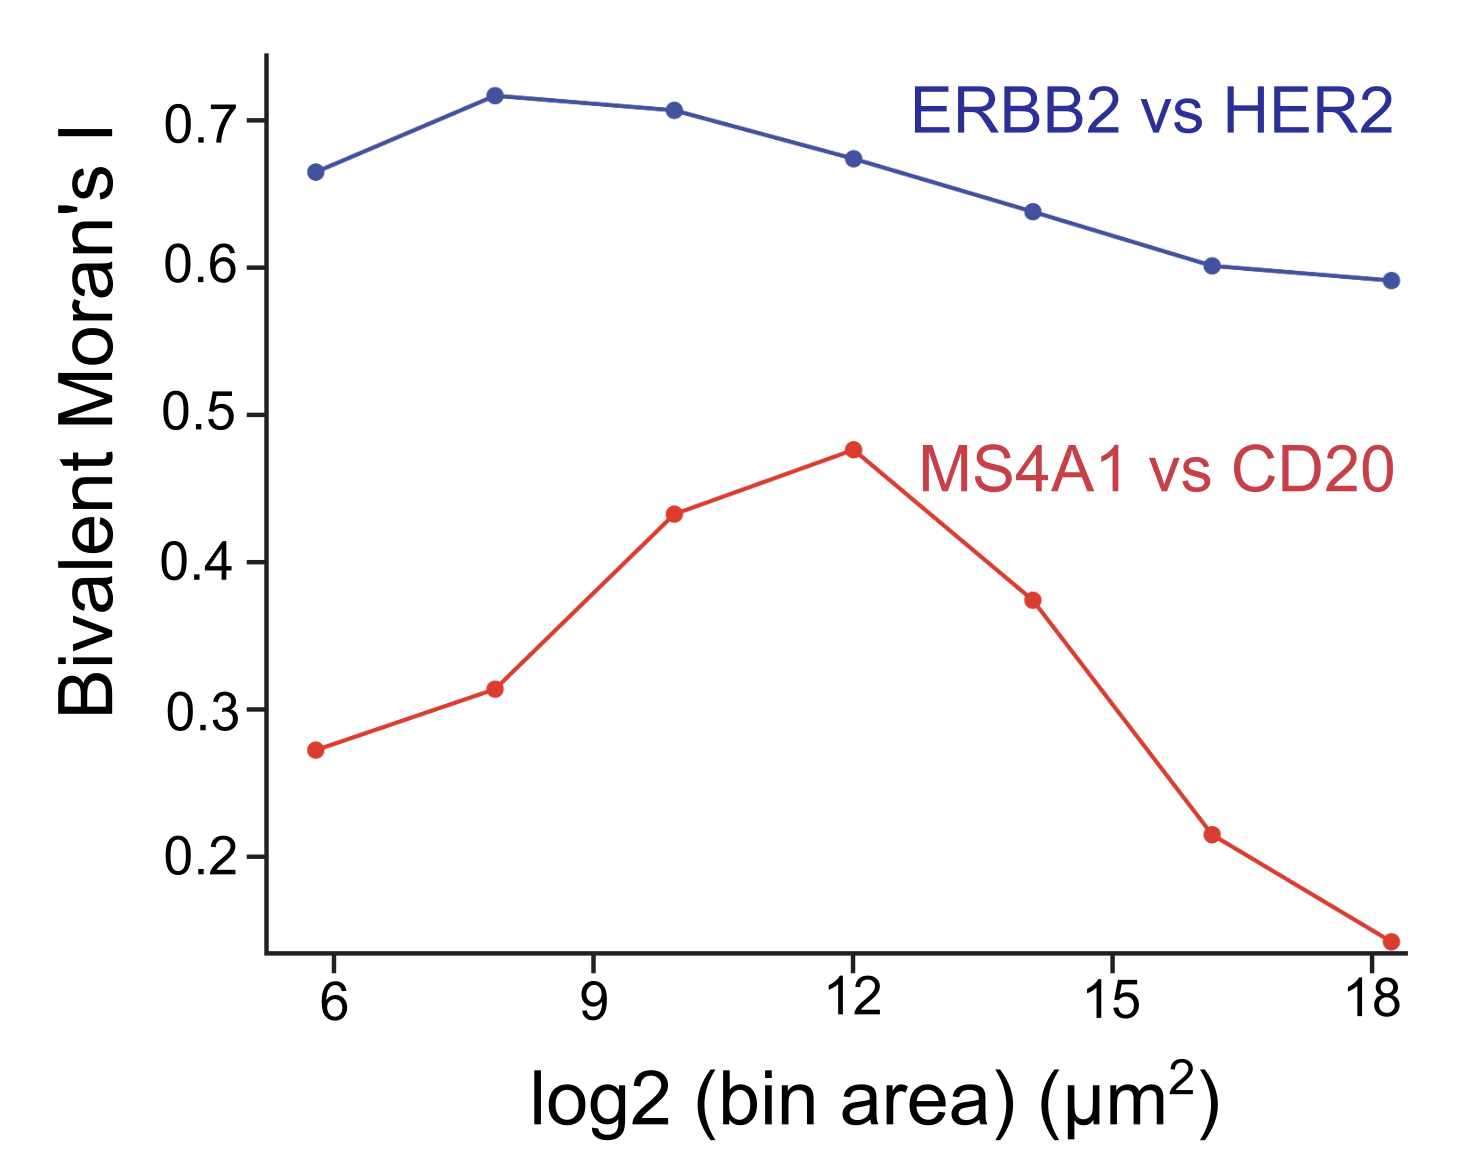 ERBB2 vs HER2
MS4A1 vs CD20
Bivalent Moran's I
0.7
0.6
0.5
0.4
0.3
0.2
6 9 12 15 18
log2 (bin area) (μm²)